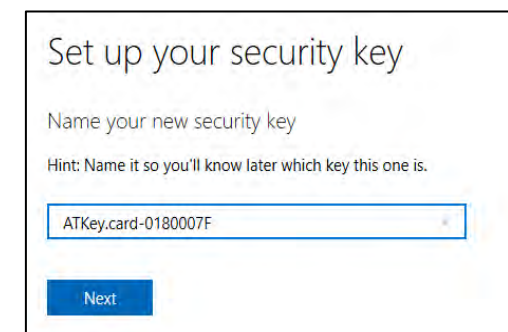 Set up your security key
Name your new security key
Hint: Name it so you'll know later which key this one is.
ATKey.card-0180007F
Next